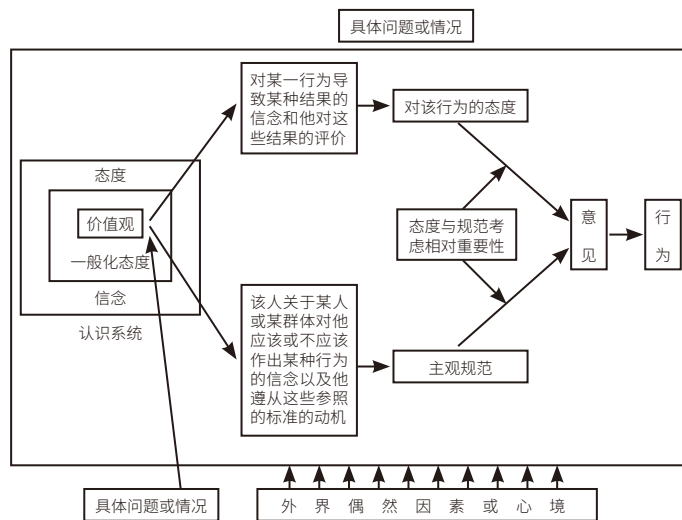 具体问题或情况
对某一行为导
致某种结果的
信念和他对这
些结果的评价
对该行为的态度
态度
价值观
一般化态度
信念
认识系统
态度与规范考
虑相对重要性
意
见
行
为
该人关于某人
或某群体对他
应该或不应该
作出某种行为
的信念以及他
遵从这些参照
的标准的动机
主观规范
具体问题或情况
外界偶然因素或心境